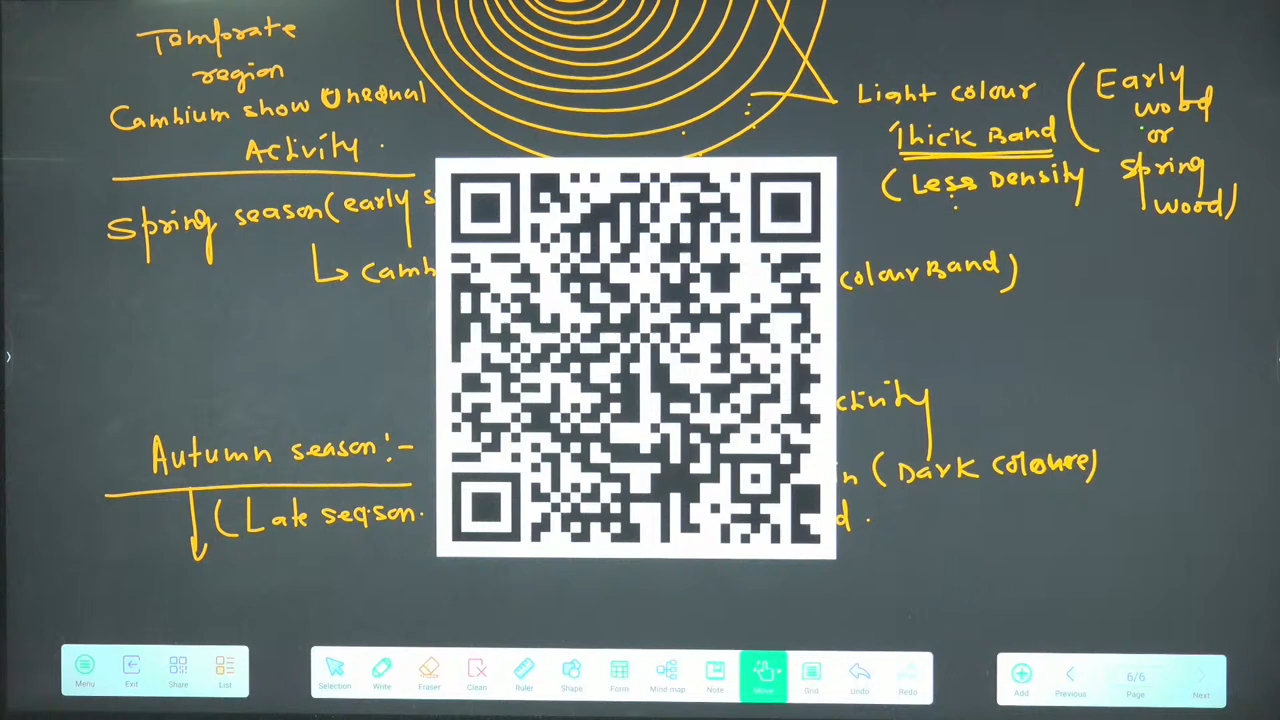 Tamporate
region
Cambium show Unequal
Activity.
Spring season (early s
↳ camb
Autumn season:-
(Late season.
Light colour
Thick Band
(Less Density
(Early
wood
or
spring
wood)
colour Band)
ctivity
n (Dark coloure)
d.
Menu
Exit
Share
List
Selection
Write
Eraser
Clean
Ruler
Shape
Form
Mind map
Note
Move
Grid
Undo
Redo
Add
Previous
6/6
Page
Next